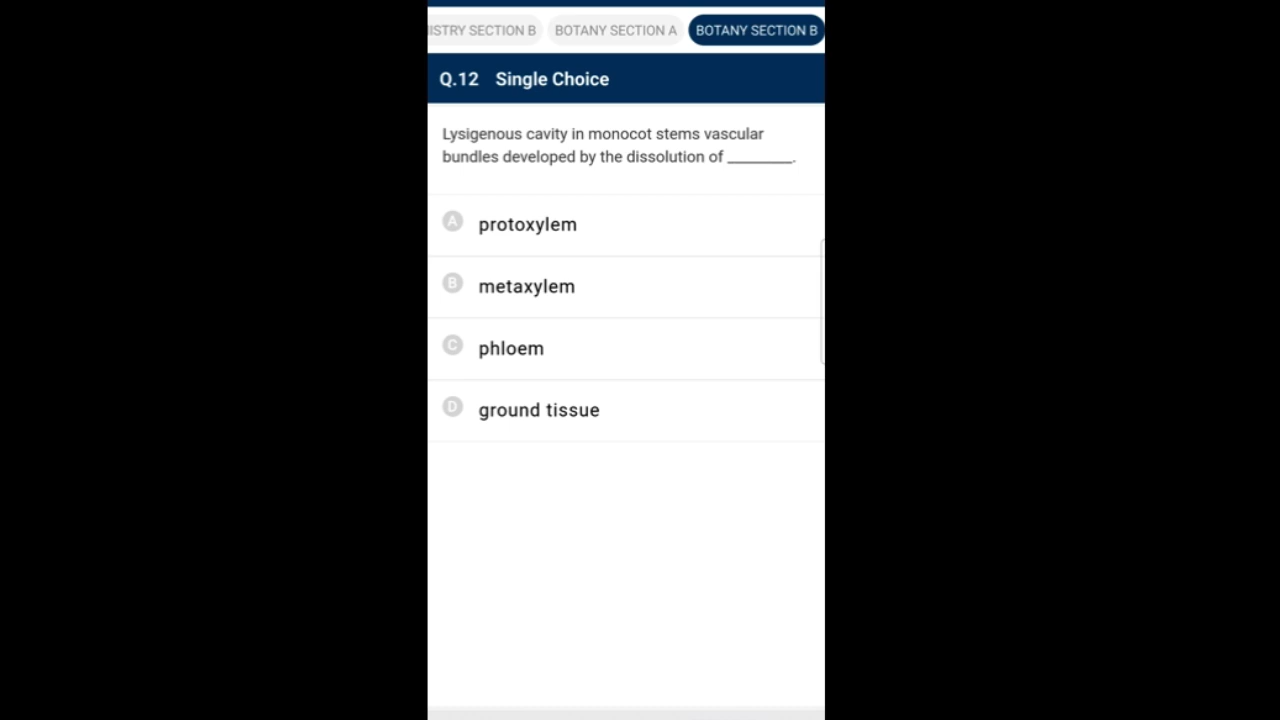 ISTRY SECTION B BOTANY SECTION A BOTANY SECTION B
Q.12 Single Choice
Lysigenous cavity in monocot stems vascular
bundles developed by the dissolution of ________.
A protoxylem
B metaxylem
C phloem
D ground tissue